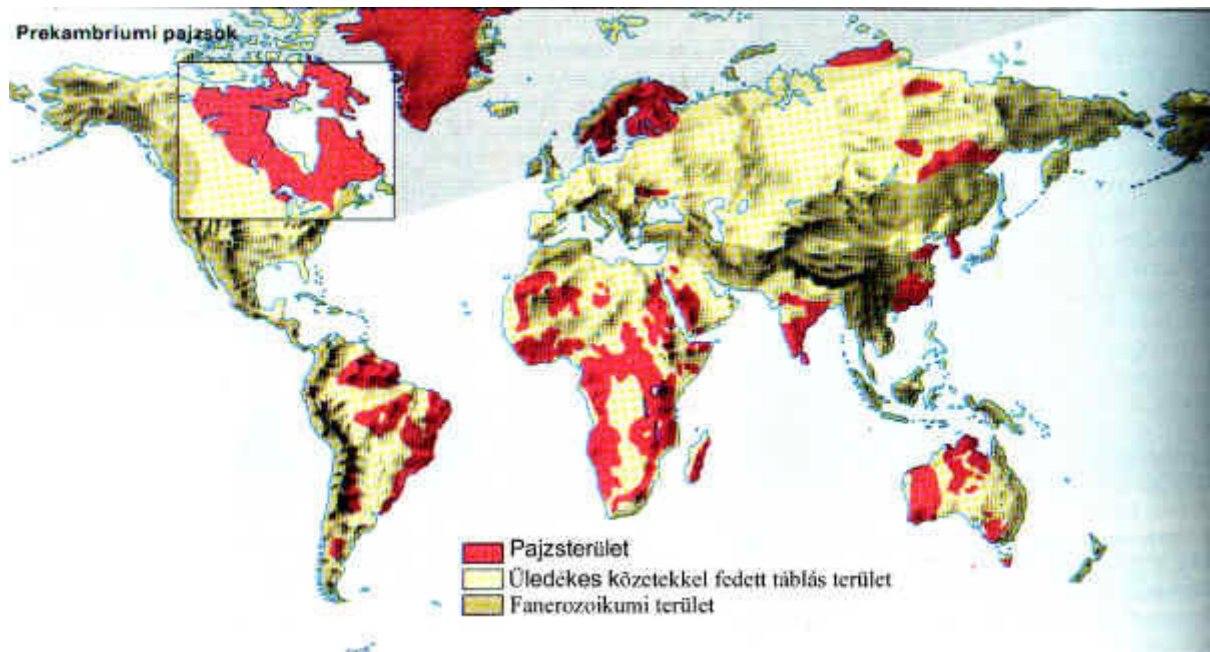 Prekambriumi pajzsok
Pajzsterület
Üledékes kőzetekkel fedett táblás terület
Fanerozoikumi terület